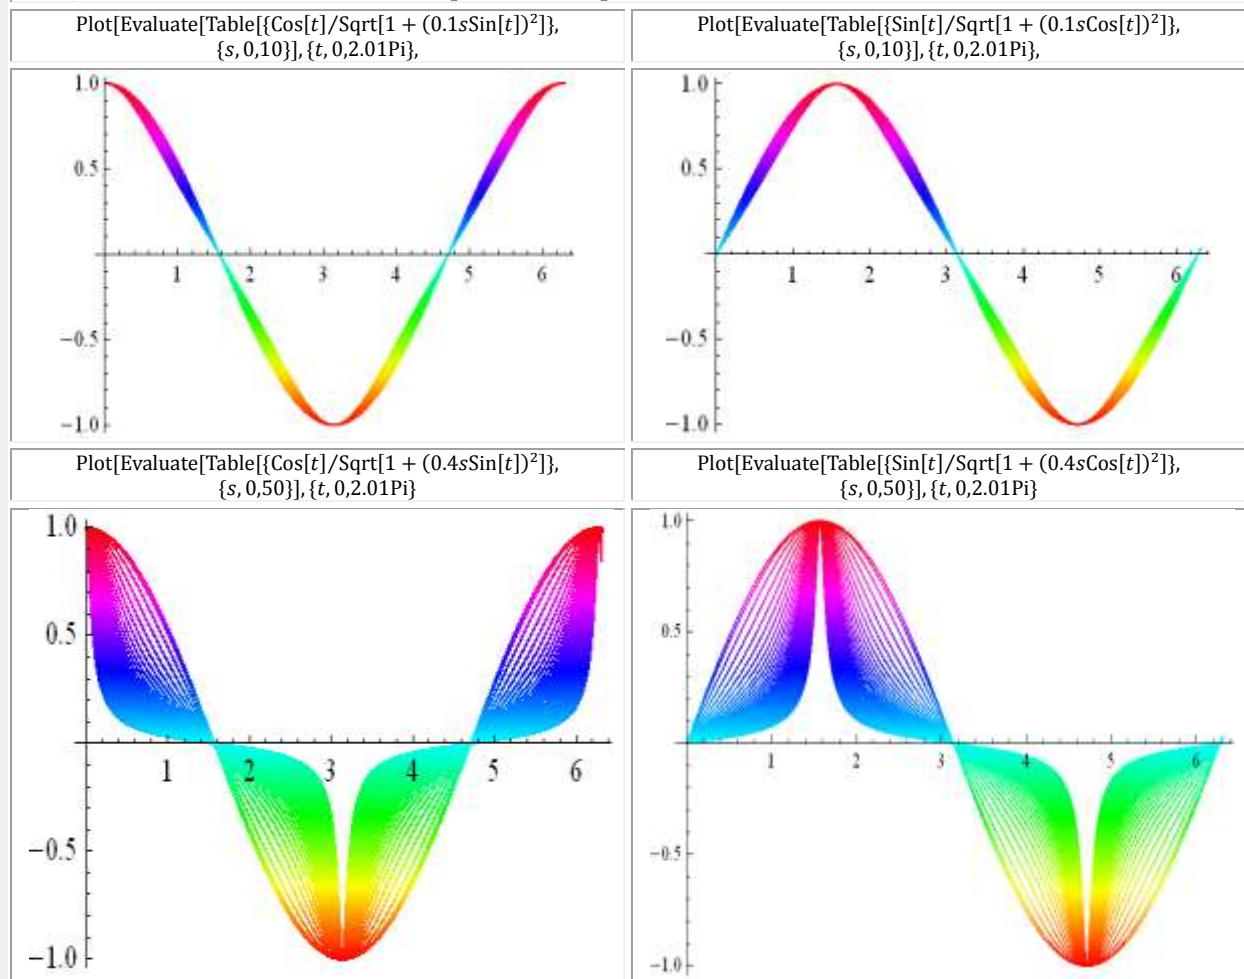 Plot[Evaluate[Table[{Cos[t]/Sqrt[1 + (0.1sSin[t])²]},
{s, 0,10}], {t, 0,2.01Pi},
Plot[Evaluate[Table[{Sin[t]/Sqrt[1 + (0.1sCos[t])²]},
{s, 0,10}], {t, 0,2.01Pi},
1.0
0.5
−0.5
−1.0
1 2 3 4 5 6
1.0
0.5
−0.5
−1.0
1 2 3 4 5 6
Plot[Evaluate[Table[{Cos[t]/Sqrt[1 + (0.4sSin[t])²]},
{s, 0,50}], {t, 0,2.01Pi}
Plot[Evaluate[Table[{Sin[t]/Sqrt[1 + (0.4sCos[t])²]},
{s, 0,50}], {t, 0,2.01Pi}
1.0
0.5
−0.5
−1.0
1 2 3 4 5 6
1.0
0.5
−0.5
−1.0
1 2 3 4 5 6